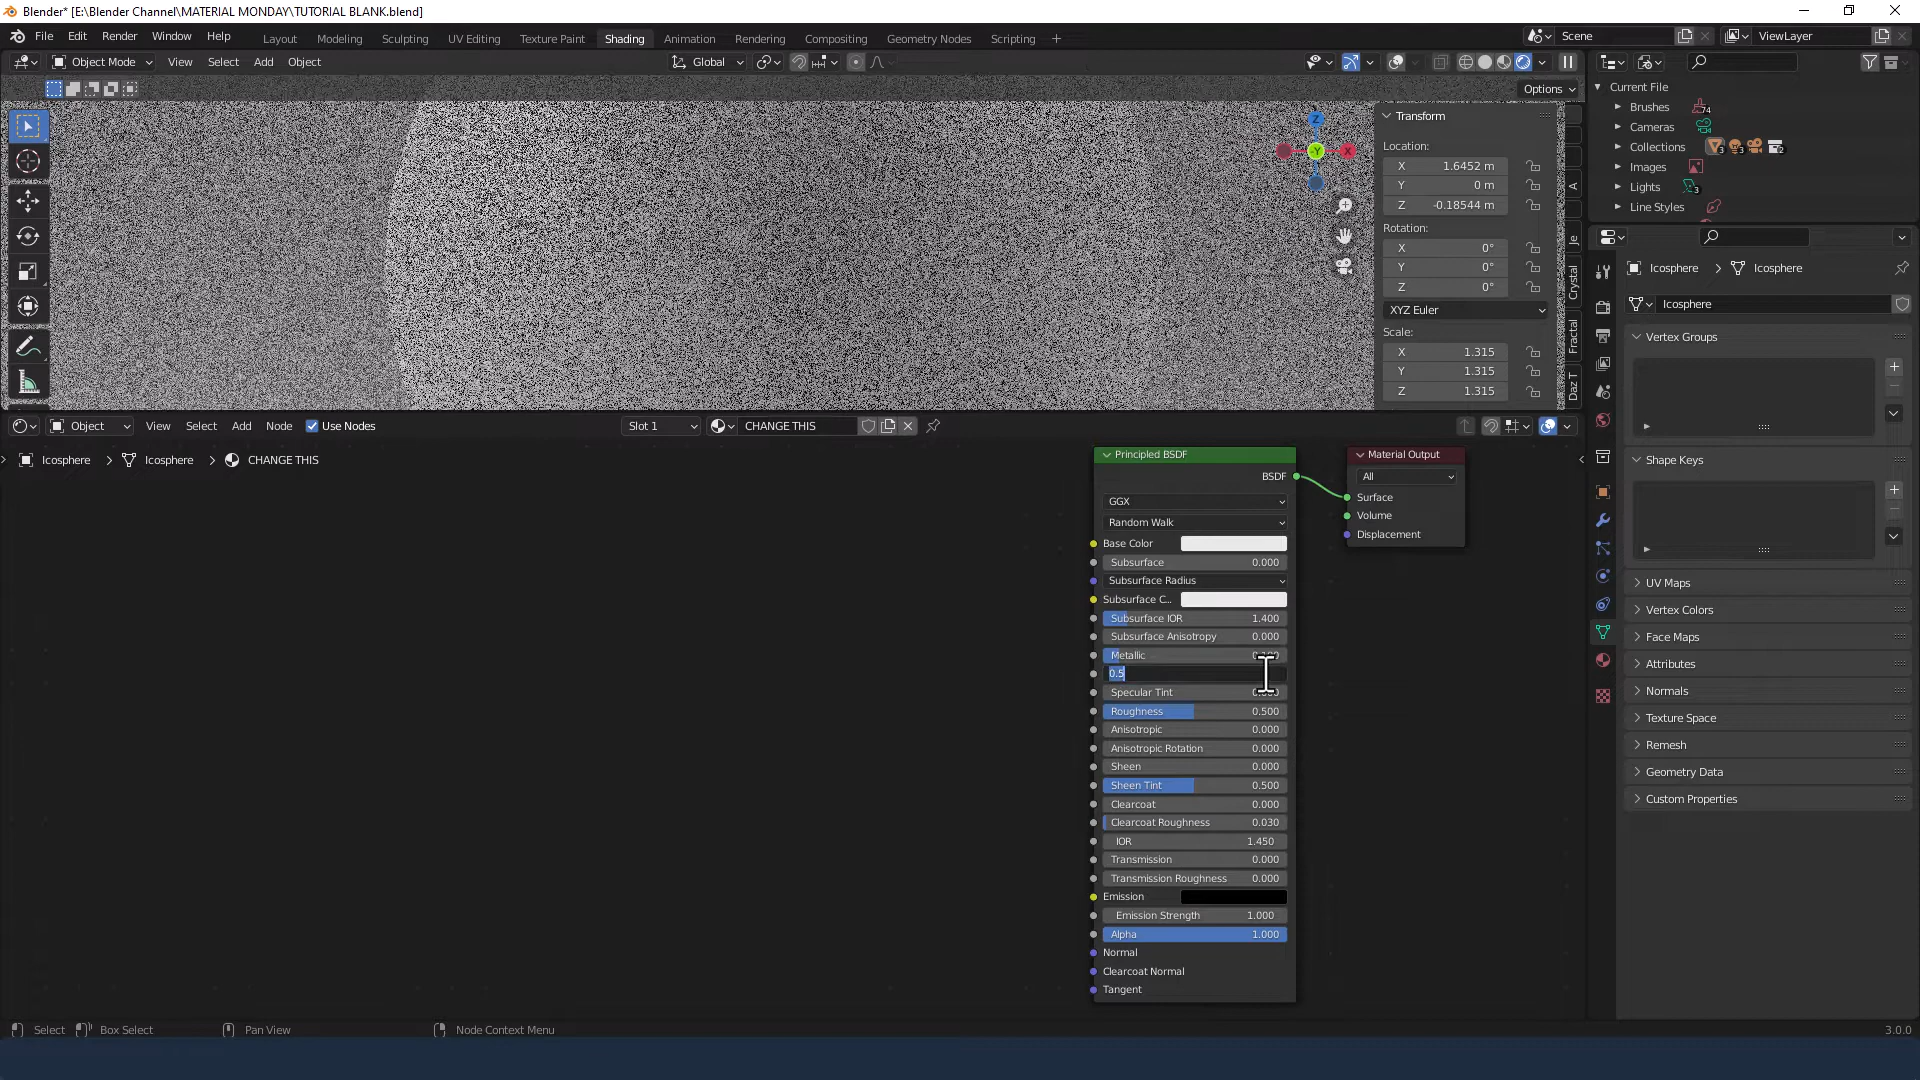 Blender* [E:\Blender Channel\MATERIAL MONDAY\TUTORIAL BLANK.blend]
File Edit Render Window Help Layout Modeling Sculpting UV Editing Texture Paint Shading Animation Rendering Compositing Geometry Nodes Scripting + Scene ViewLayer
Object Mode View Select Add Object Global
Options
Current File
Brushes 74
Cameras
Collections 3 3 2
Images
Lights 3
Line Styles
Transform
Location:
X 1.6452 m
Y 0 m
Z -0.18544 m
Rotation:
X 0°
Y 0°
Z 0°
XYZ Euler
Scale:
X 1.315
Y 1.315
Z 1.315
Z
Y
X
A
Je
Crystal
Fractal
Daz T
Icosphere > Icosphere
Icosphere
Vertex Groups
Shape Keys
UV Maps
Vertex Colors
Face Maps
Attributes
Normals
Texture Space
Remesh
Geometry Data
Custom Properties
Object View Select Add Node Use Nodes Slot 1 CHANGE THIS
Icosphere > Icosphere > CHANGE THIS
Principled BSDF
BSDF
GGX
Random Walk
Base Color
Subsurface 0.000
Subsurface Radius
Subsurface C..
Subsurface IOR 1.400
Subsurface Anisotropy 0.000
Metallic
0.5
Specular Tint
Roughness 0.500
Anisotropic 0.000
Anisotropic Rotation 0.000
Sheen 0.000
Sheen Tint 0.500
Clearcoat 0.000
Clearcoat Roughness 0.030
IOR 1.450
Transmission 0.000
Transmission Roughness 0.000
Emission
Emission Strength 1.000
Alpha 1.000
Normal
Clearcoat Normal
Tangent
Material Output
All
Surface
Volume
Displacement
Select Box Select Pan View Node Context Menu 3.0.0